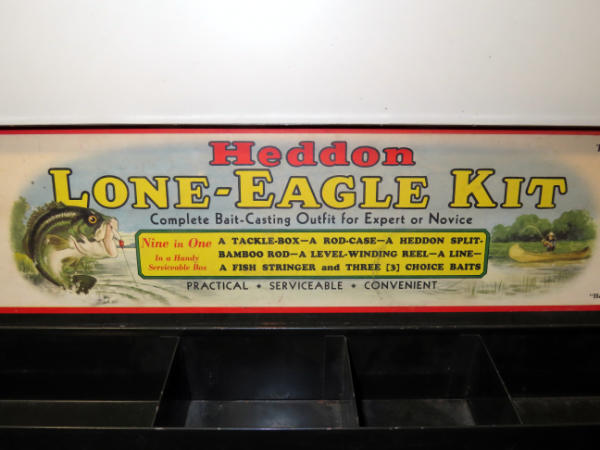 Heddon
LONE-EAGLE KIT
Complete Bait-Casting Outfit for Expert or Novice
Nine in One
In a Handy
Serviceable Box
A TACKLE-BOX—A ROD-CASE—A HEDDON SPLIT-
BAMBOO ROD—A LEVEL-WINDING REEL—A LINE—
A FISH STRINGER and THREE [3] CHOICE BAITS
PRACTICAL • SERVICEABLE • CONVENIENT